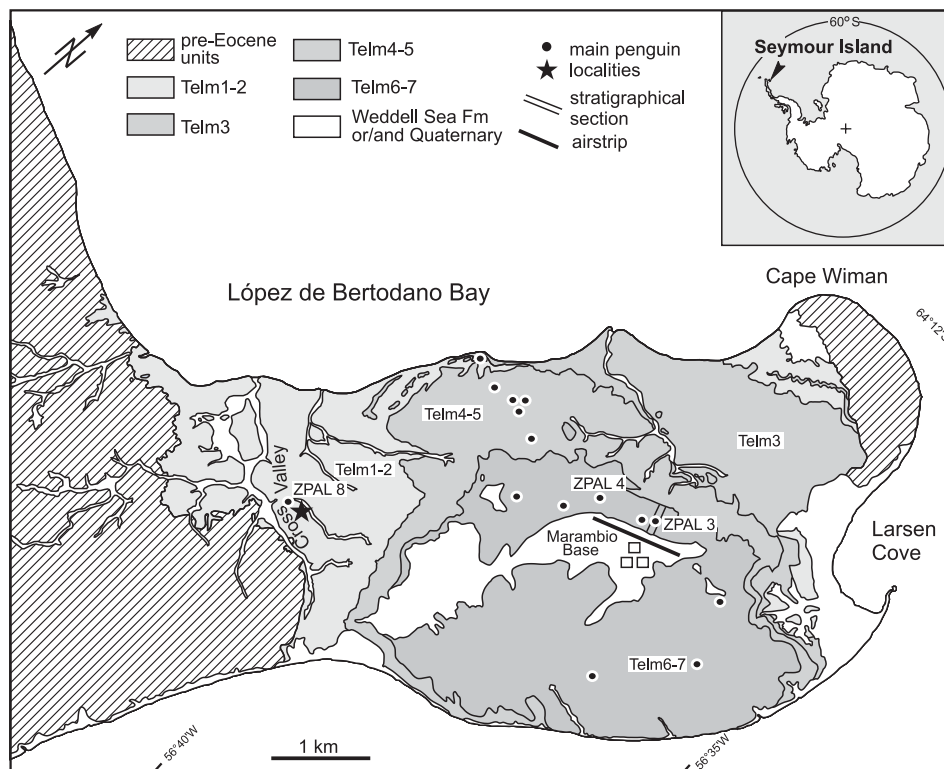 N
pre-Eocene
units
Telm1-2
Telm3
Telm4-5
Telm6-7
Weddell Sea Fm
or/and Quaternary
main penguin
localities
stratigraphical
section
airstrip
60°S
Seymour Island
López de Bertodano Bay
Cape Wiman
64°12'S
Telm4-5
Telm3
Telm1-2
Cross Valley
ZPAL 8
ZPAL 4
ZPAL 3
Marambio
Base
Larsen
Cove
Telm6-7
1 km
56°40'W
56°35'W